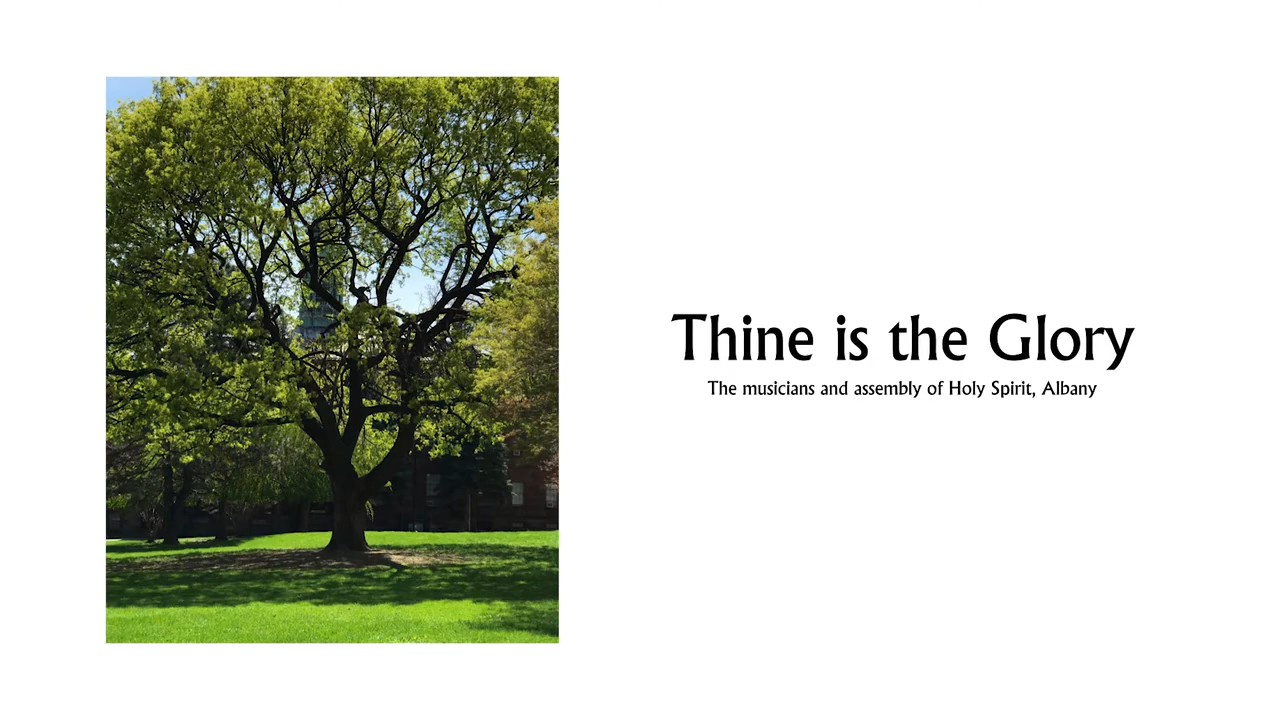 Thine is the Glory
The musicians and assembly of Holy Spirit, Albany